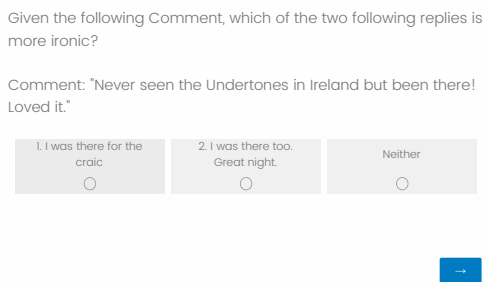 Given the following Comment, which of the two following replies is
more ironic?
Comment: "Never seen the Undertones in Ireland but been there!
Loved it."
1. I was there for the
craic
2. I was there too.
Great night.
Neither
→